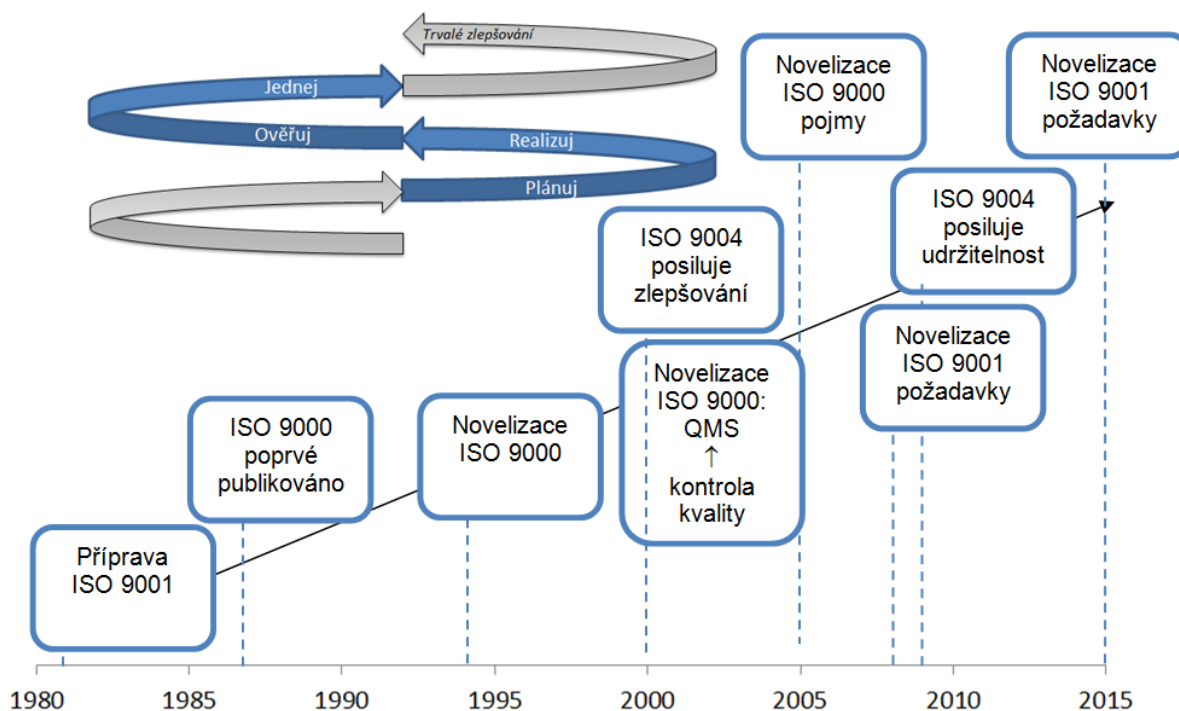 Trvalé zlepšování
Jednej
Ověřuj
Realizuj
Plánuj
Novelizace
ISO 9000
pojmy
Novelizace
ISO 9001
požadavky
ISO 9004
posiluje
zlepšování
ISO 9004
posiluje
udržitelnost
Novelizace
ISO 9001
požadavky
Novelizace
ISO 9000:
QMS
↑
kontrola
kvality
Novelizace
ISO 9000
ISO 9000
poprvé
publikováno
Příprava
ISO 9001
1980 1985 1990 1995 2000 2005 2010 2015